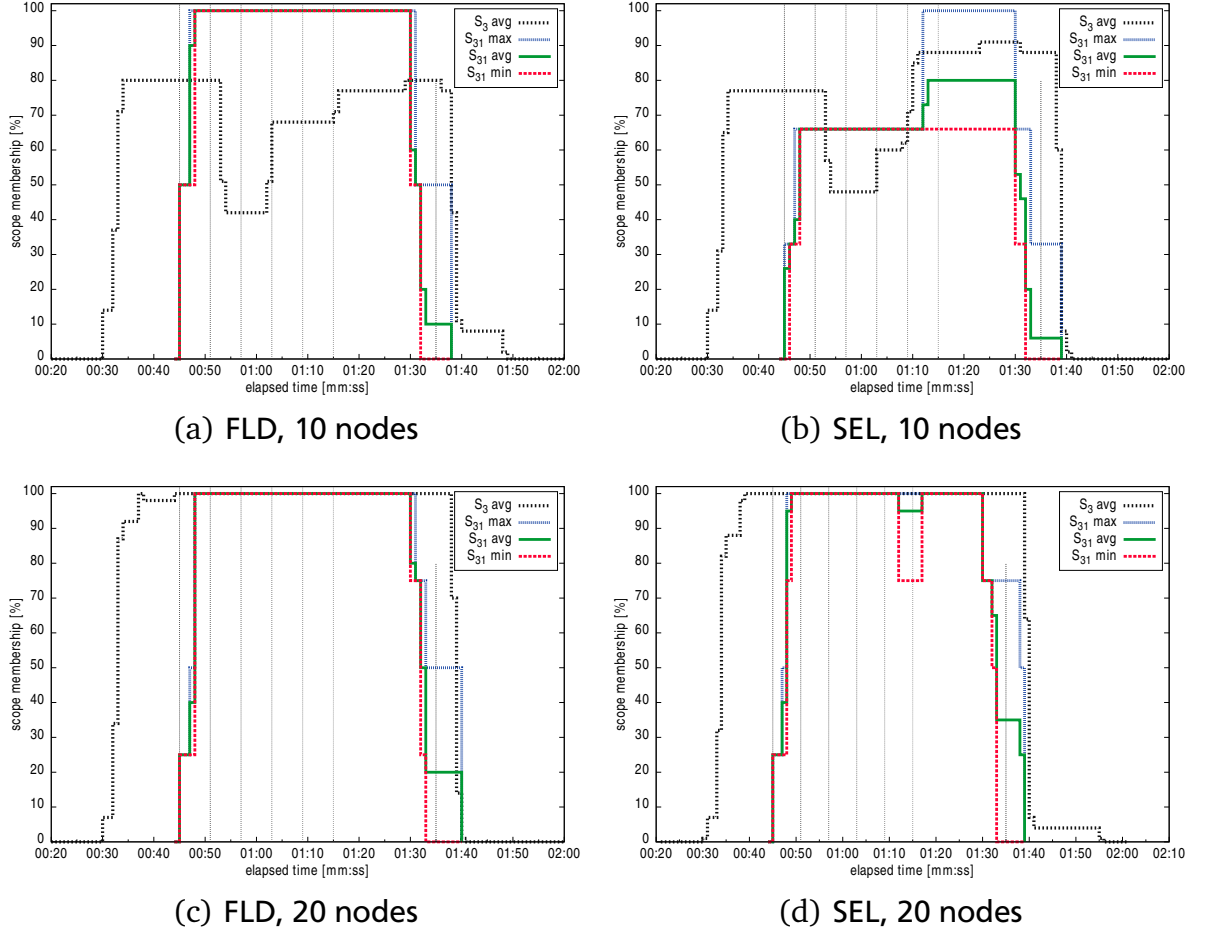 100
90
80
70
60
50
40
30
20
10
0
scope membership [%]
00:20 00:30 00:40 00:50 01:00 01:10 01:20 01:30 01:40 01:50 02:00
elapsed time [mm:ss]
S3 avg
S31 max
S31 avg
S31 min
(a) FLD, 10 nodes
100
90
80
70
60
50
40
30
20
10
0
scope membership [%]
00:20 00:30 00:40 00:50 01:00 01:10 01:20 01:30 01:40 01:50 02:00
elapsed time [mm:ss]
S3 avg
S31 max
S31 avg
S31 min
(b) SEL, 10 nodes
100
90
80
70
60
50
40
30
20
10
0
scope membership [%]
00:20 00:30 00:40 00:50 01:00 01:10 01:20 01:30 01:40 01:50 02:00
elapsed time [mm:ss]
S3 avg
S31 max
S31 avg
S31 min
(c) FLD, 20 nodes
100
90
80
70
60
50
40
30
20
10
0
scope membership [%]
00:20 00:30 00:40 00:50 01:00 01:10 01:20 01:30 01:40 01:50 02:00 02:10
elapsed time [mm:ss]
S3 avg
S31 max
S31 avg
S31 min
(d) SEL, 20 nodes